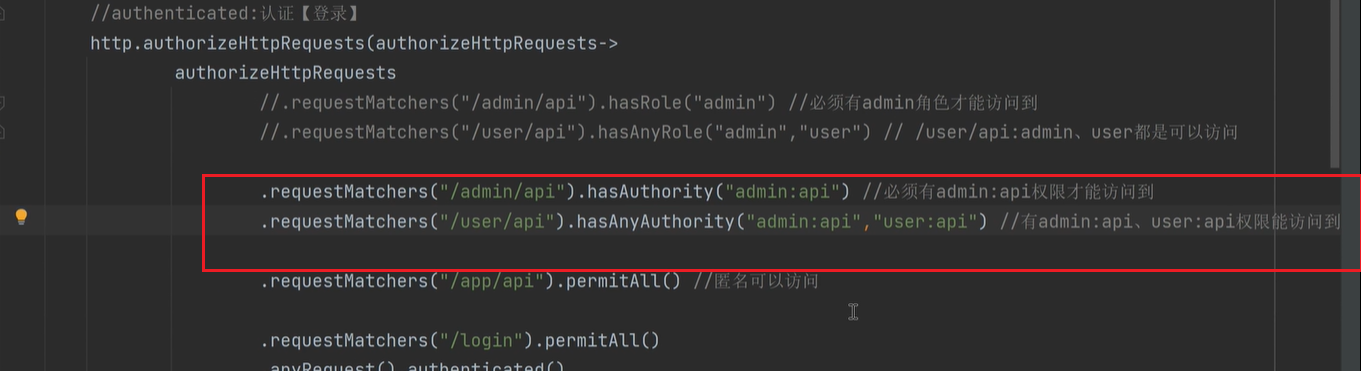 //authenticated:认证【登录】
http.authorizeHttpRequests(authorizeHttpRequests->
authorizeHttpRequests
//.requestMatchers("/admin/api").hasRole("admin") //必须有admin角色才能访问到
//.requestMatchers("/user/api").hasAnyRole("admin","user") // /user/api:admin、user都是可以访问
.requestMatchers("/admin/api").hasAuthority("admin:api") //必须有admin:api权限才能访问到
.requestMatchers("/user/api").hasAnyAuthority("admin:api","user:api") //有admin:api、user:api权限能访问到
.requestMatchers("/app/api").permitAll() //匿名可以访问
.requestMatchers("/login").permitAll()
.anyRequest().authenticated()